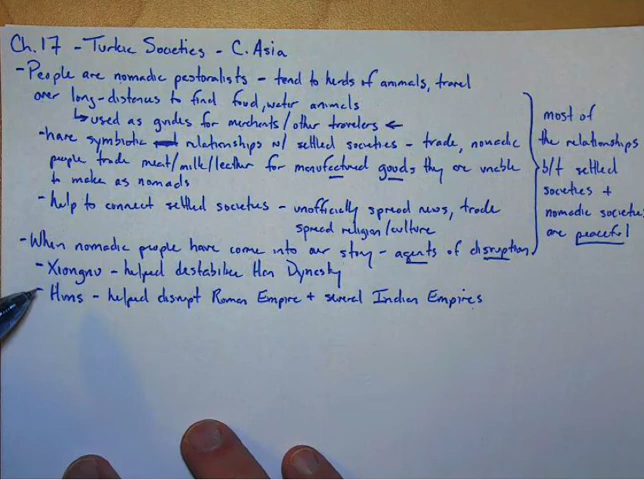 Ch. 17 - Turkic Societies - C. Asia
- People are nomadic pastoralists - tend to herds of animals, travel
over long-distances to find food, water animals
↳ used as guides for merchants/other travelers ←
- have symbiotic relationships w/ settled societies - trade, nomadic
people trade meat/milk/leather for manufactured goods they are unable
to make as nomads
- help to connect settled societies - unofficially spread news, trade
spread religion/culture
most of
the relationships
b/t settled
societies +
nomadic societies
are peaceful
- When nomadic people have come into our story - agents of disruption
- Xiongnu - helped destabilize Han Dynasty
- Huns - helped disrupt Roman Empire + several Indian Empires